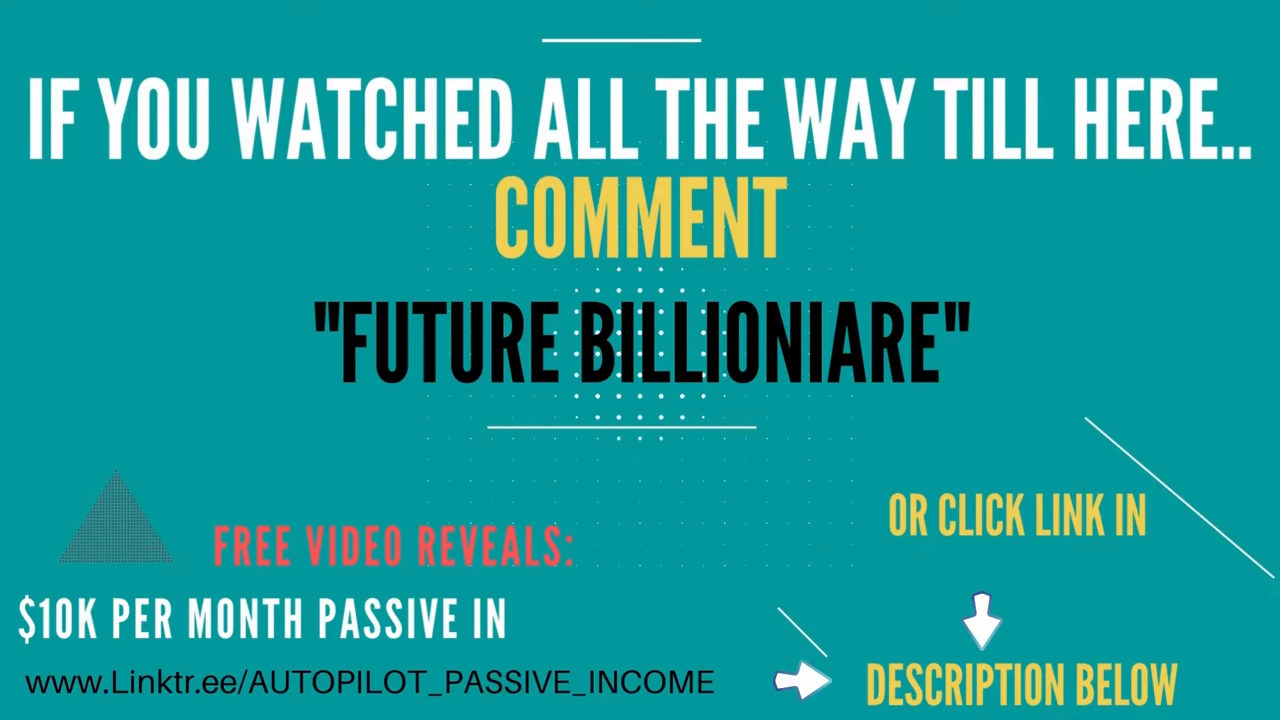 IF YOU WATCHED ALL THE WAY TILL HERE..
COMMENT
"FUTURE BILLIONIARE"
FREE VIDEO REVEALS:
$10K PER MONTH PASSIVE IN
www.Linktr.ee/AUTOPILOT_PASSIVE_INCOME
OR CLICK LINK IN
DESCRIPTION BELOW